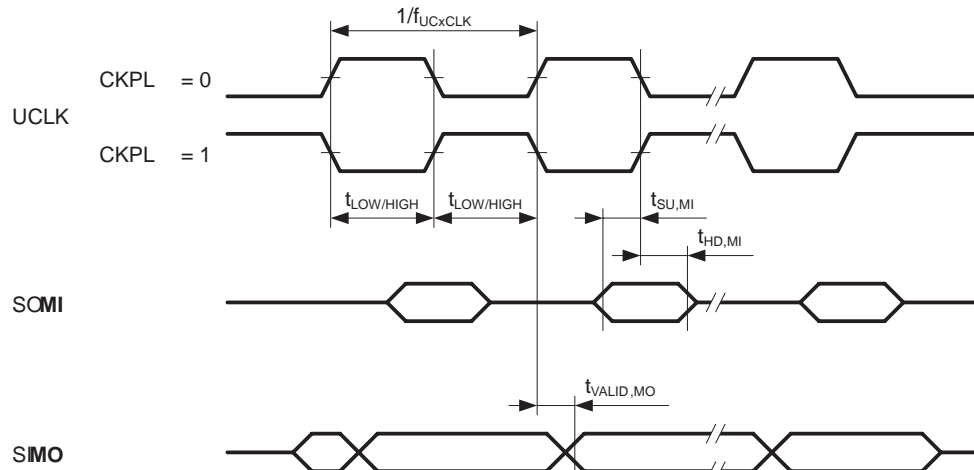 1/fUCxCLK
CKPL = 0
UCLK
CKPL = 1
tLOW/HIGH tLOW/HIGH tSU,MI
tHD,MI
SOMI
tVALID,MO
SIMO